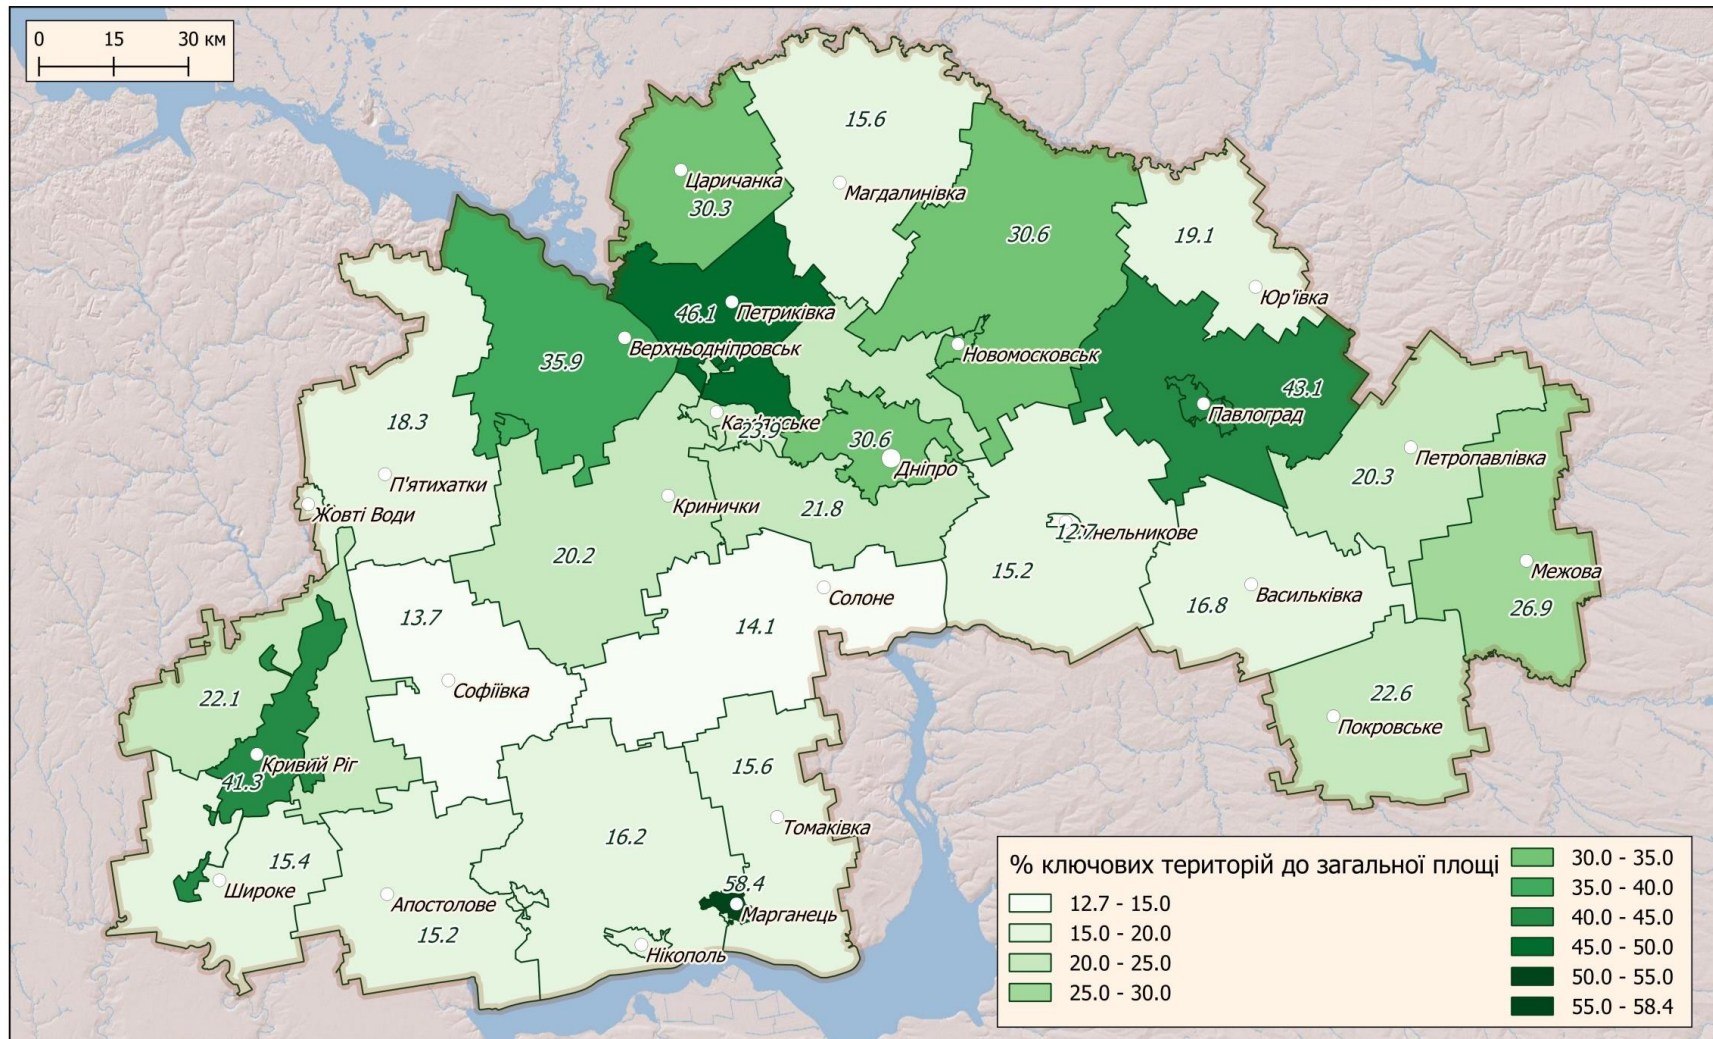 0 15 30 км
15.6
Царичанка
30.3
Магдалинівка
30.6
19.1
Юр'ївка
46.1
Петриківка
Верхньодніпровськ
Новомосковськ
35.9
43.1
Павлоград
18.3
Кам'янське
23.9
30.6
Дніпро
Петропавлівка
20.3
П'ятихатки
Жовті Води
Кринички
21.8
12.7
20.2
15.2
Межова
Васильківка
16.8
26.9
Солоне
13.7
14.1
Софіївка
22.1
22.6
Покровське
Кривий Ріг
41.3
15.6
Томаківка
16.2
15.4
Широке
58.4
Апостолове
Марганець
15.2
Нікополь
% ключових територій до загальної площі
12.7 - 15.0
15.0 - 20.0
20.0 - 25.0
25.0 - 30.0
30.0 - 35.0
35.0 - 40.0
40.0 - 45.0
45.0 - 50.0
50.0 - 55.0
55.0 - 58.4